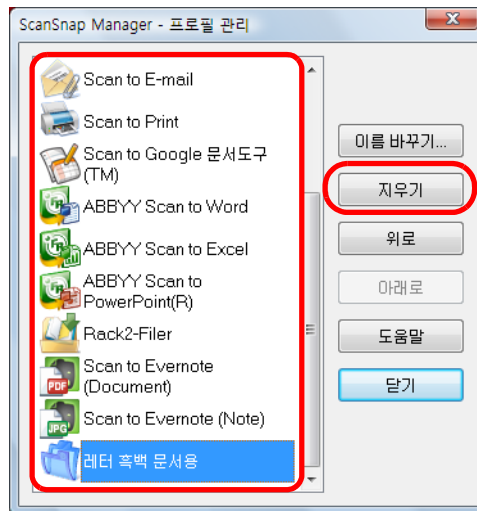 ScanSnap Manager - 프로필 관리
Scan to E-mail
Scan to Print
Scan to Google 문서도구
(TM)
ABBYY Scan to Word
ABBYY Scan to Excel
ABBYY Scan to
PowerPoint(R)
Rack2-Filer
Scan to Evernote
(Document)
PDF
Scan to Evernote (Note)
JPG
레터 흑백 문서용
이름 바꾸기...
지우기
위로
아래로
도움말
닫기